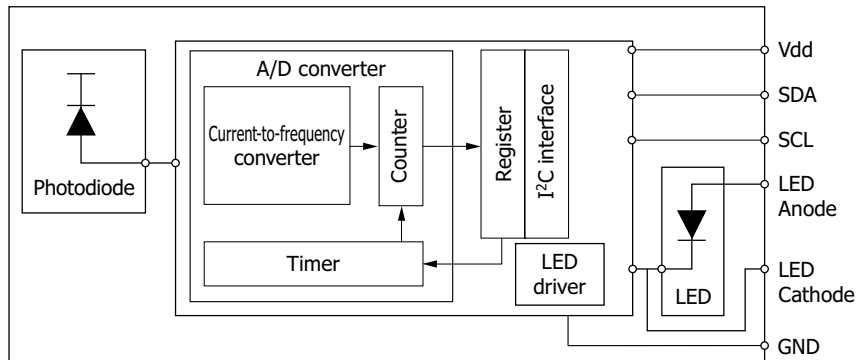 Photodiode
A/D converter
Current-to-frequency
converter
Counter
Timer
Register
I²C interface
LED
driver
LED
Vdd
SDA
SCL
LED
Anode
LED
Cathode
GND